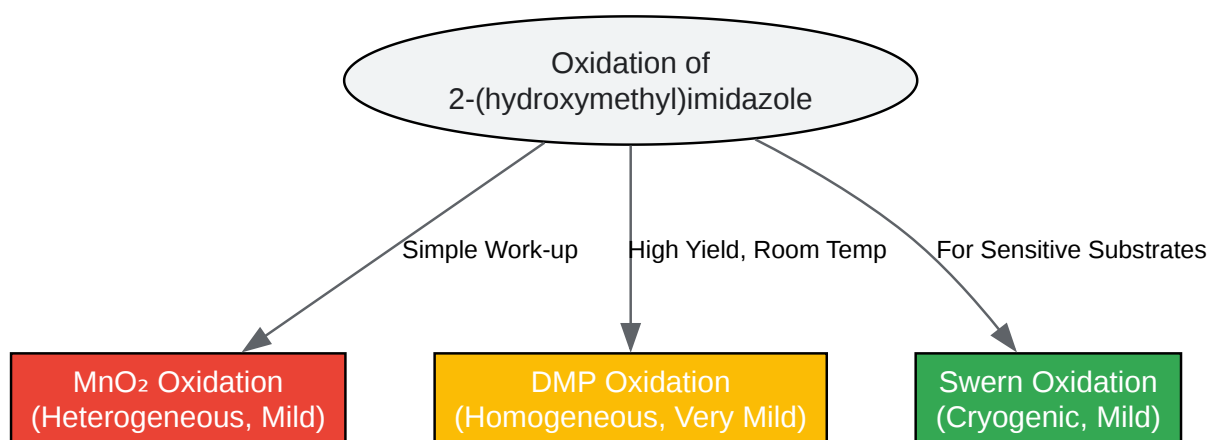 Oxidation of
2-(hydroxymethyl)imidazole
Simple Work-up
High Yield, Room Temp
For Sensitive Substrates
MnO₂ Oxidation
(Heterogeneous, Mild)
DMP Oxidation
(Homogeneous, Very Mild)
Swern Oxidation
(Cryogenic, Mild)